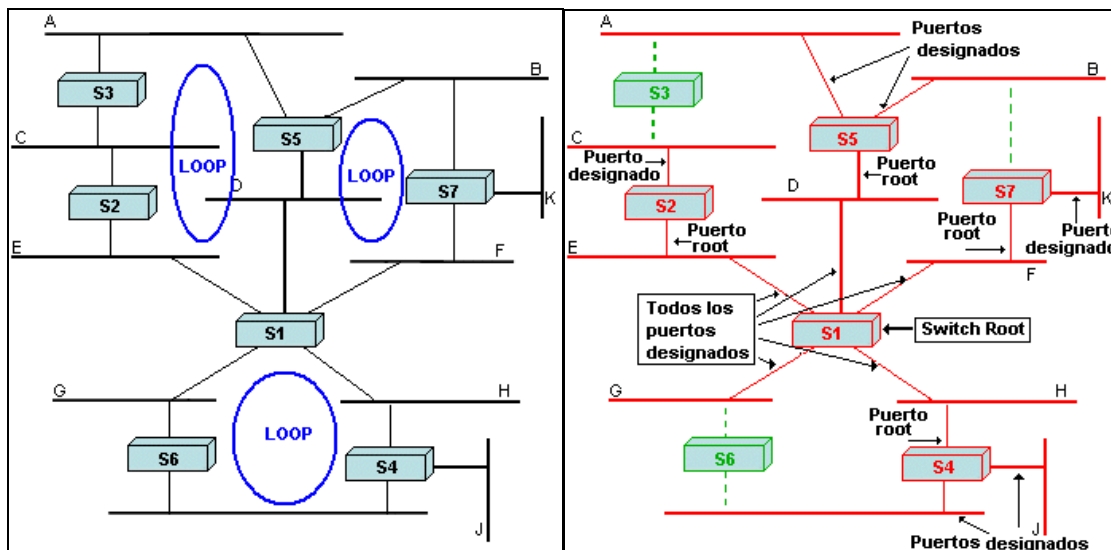 A
B
S3
S5
C
LOOP
LOOP
S7
D
S2
K
E
F
S1
G
H
LOOP
S6
S4
J
A
Puertos
designados
B
S3
S5
C
Puerto
designado
Puerto
root
D
S7
S2
K
Puerto
root
Puerto
designado
E
Puerto
root
F
Todos los
puertos
designados
S1
Switch Root
G
H
Puerto
root
S6
S4
J
Puertos designados